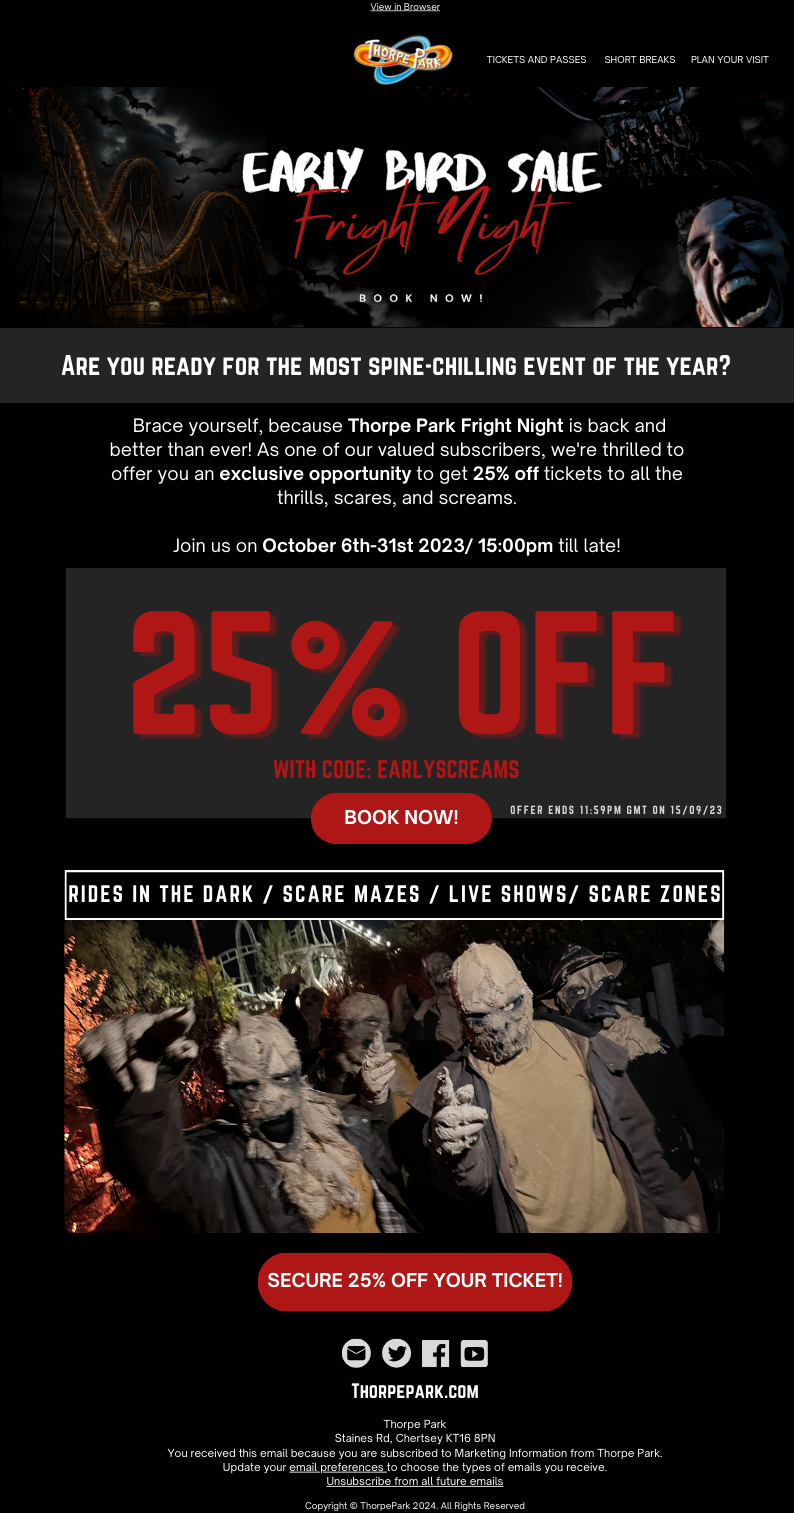 View in Browser
THORPE PARK
TICKETS AND PASSES SHORT BREAKS PLAN YOUR VISIT
EARLY BIRD SALE
Fright Night
BOOK NOW!
ARE YOU READY FOR THE MOST SPINE-CHILLING EVENT OF THE YEAR?
Brace yourself, because Thorpe Park Fright Night is back and
better than ever! As one of our valued subscribers, we're thrilled to
offer you an exclusive opportunity to get 25% off tickets to all the
thrills, scares, and screams.
Join us on October 6th-31st 2023/ 15:00pm till late!
25% OFF
WITH CODE: EARLYSCREAMS
BOOK NOW!
OFFER ENDS 11:59PM GMT ON 15/09/23
RIDES IN THE DARK / SCARE MAZES / LIVE SHOWS/ SCARE ZONES
SECURE 25% OFF YOUR TICKET!
THORPEPARK.COM
Thorpe Park
Staines Rd, Chertsey KT16 8PN
You received this email because you are subscribed to Marketing Information from Thorpe Park.
Update your email preferences to choose the types of emails you receive.
Unsubscribe from all future emails
Copyright © ThorpePark 2024. All Rights Reserved